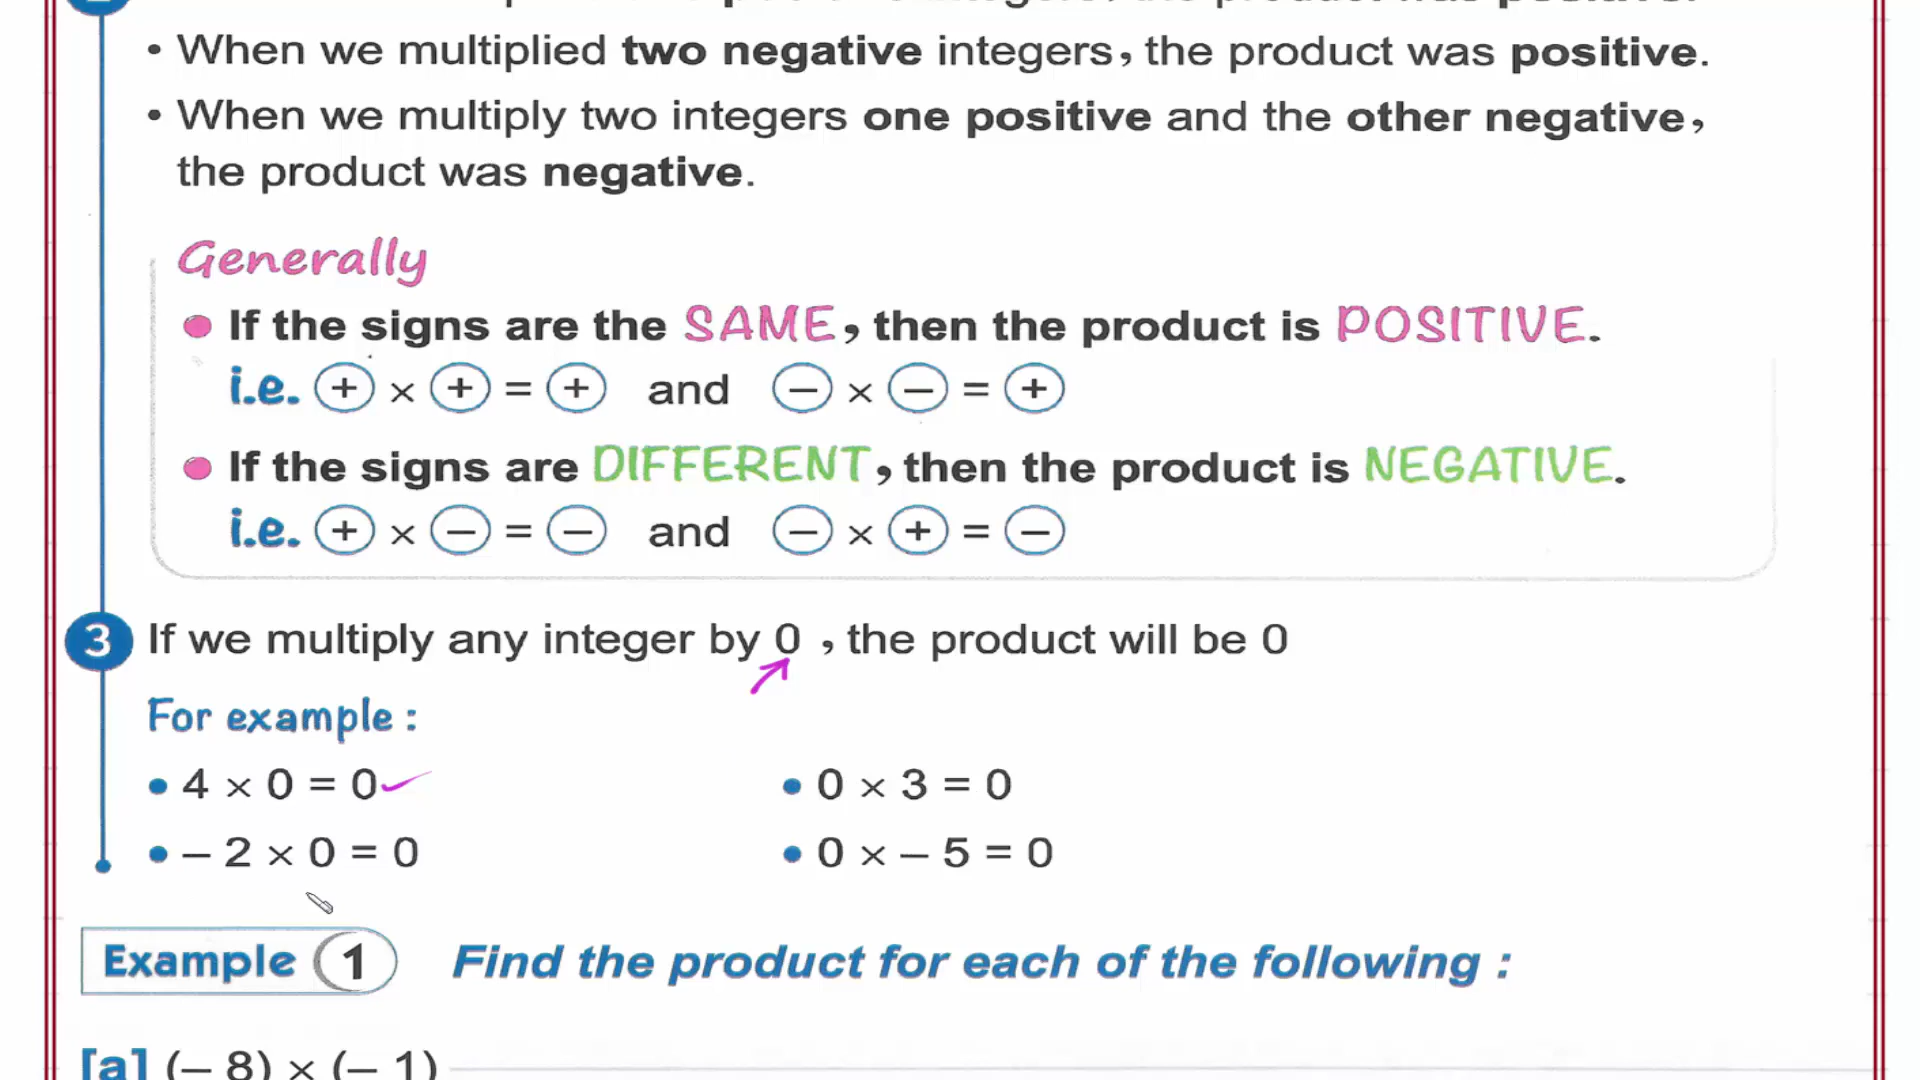 • When we multiplied two negative integers, the product was positive.
• When we multiply two integers one positive and the other negative,
the product was negative.
Generally
• If the signs are the SAME, then the product is POSITIVE.
i.e. + × + = + and − × − = +
• If the signs are DIFFERENT, then the product is NEGATIVE.
i.e. + × − = − and − × + = −
3 If we multiply any integer by 0 , the product will be 0
For example :
• 4 × 0 = 0 • 0 × 3 = 0
• – 2 × 0 = 0 • 0 × – 5 = 0
Example 1 Find the product for each of the following :
[a] (– 8) × (– 1)